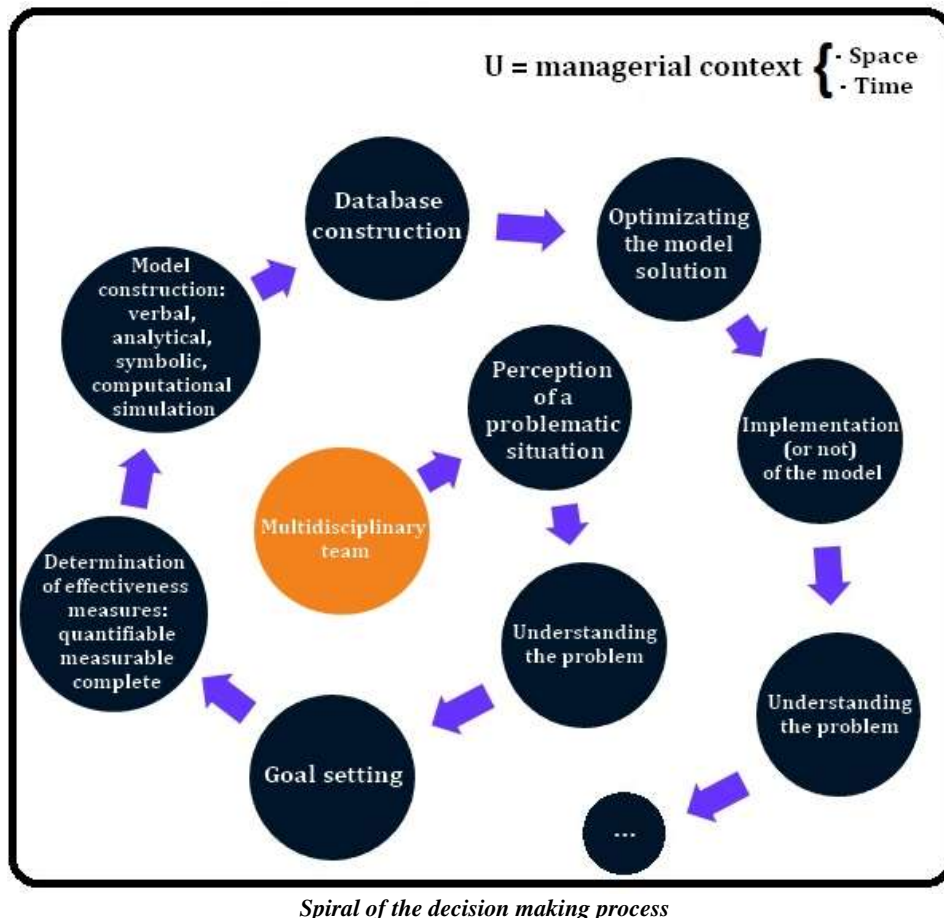 U = managerial context { - Space
- Time
Multidisciplinary
team
Perception
of a
problematic
situation
Understanding
the problem
Goal setting
Determination
of effectiveness
measures:
quantifiable
measurable
complete
Model
construction:
verbal,
analytical,
symbolic,
computational
simulation
Database
construction
Optimizating
the model
solution
Implementation
(or not)
of the model
Understanding
the problem
...
Spiral of the decision making process